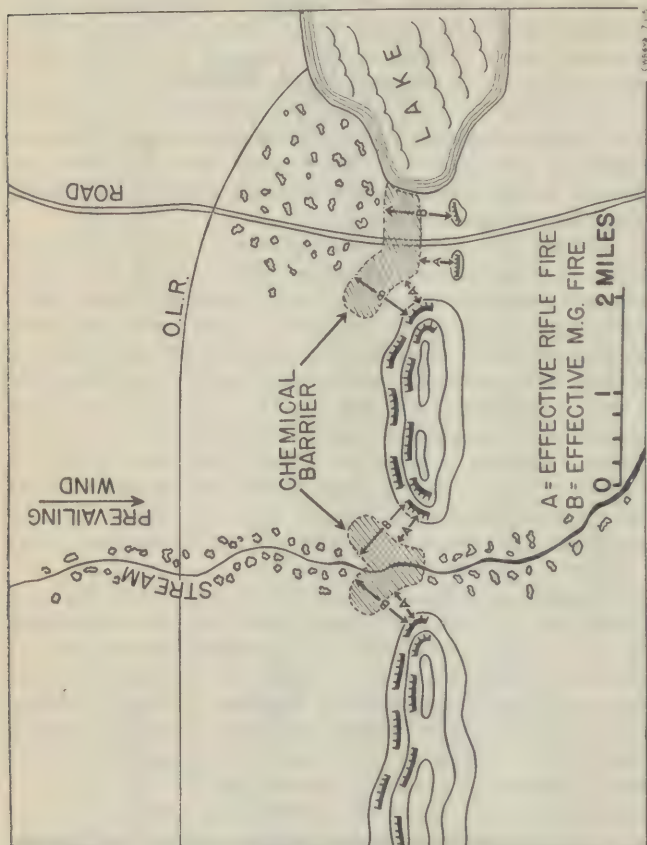 LAKE
ROAD
O.L.R.
CHEMICAL
BARRIER
PREVAILING
WIND
STREAM
B
A
B
A
B
A
B
A
A = EFFECTIVE RIFLE FIRE
B = EFFECTIVE M.G. FIRE
0 1 2 MILES